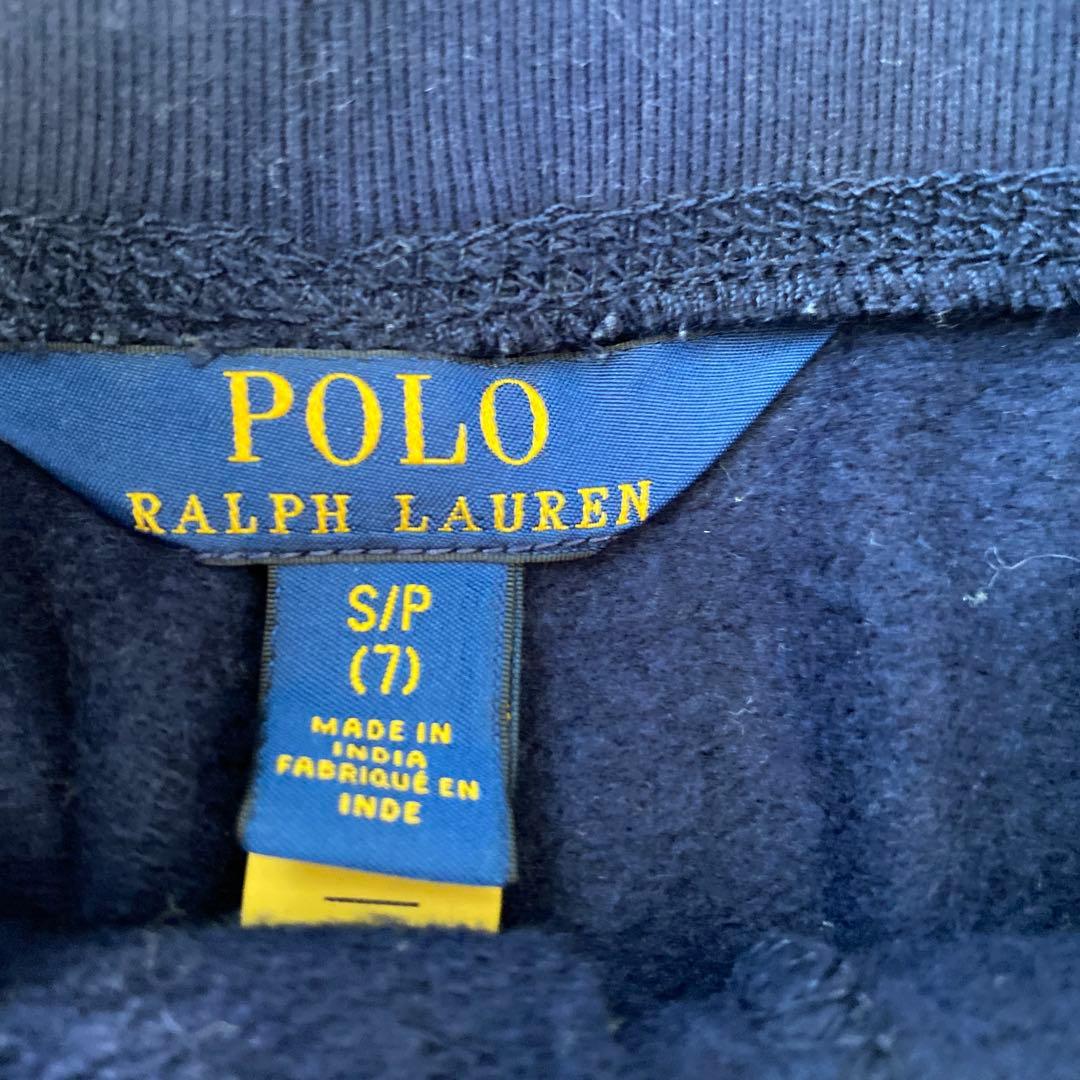 POLO
RALPH LAUREN
S/P
(7)
MADE IN
INDIA
FABRIQUÉ EN
INDE